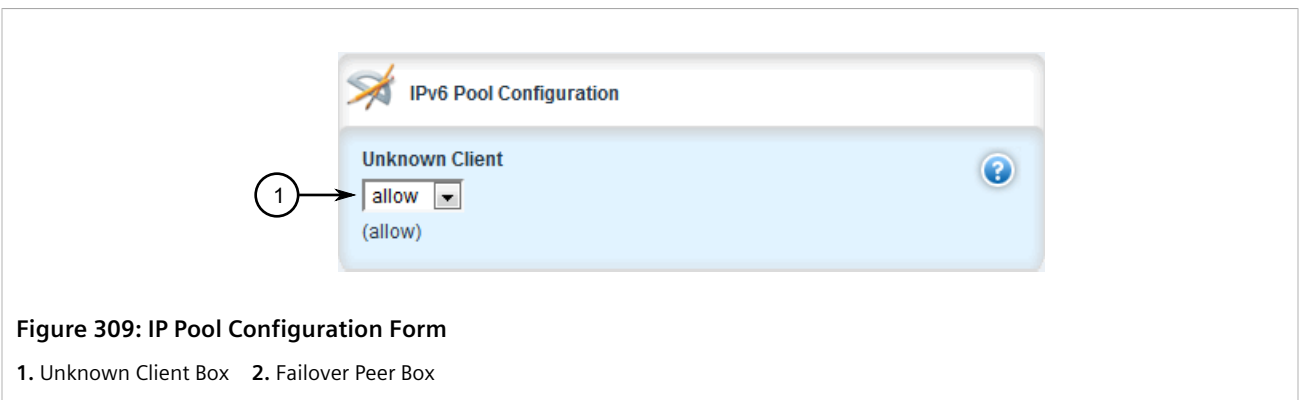 IPv6 Pool Configuration
Unknown Client
1
allow
(allow)
?
Figure 309: IP Pool Configuration Form
1. Unknown Client Box 2. Failover Peer Box